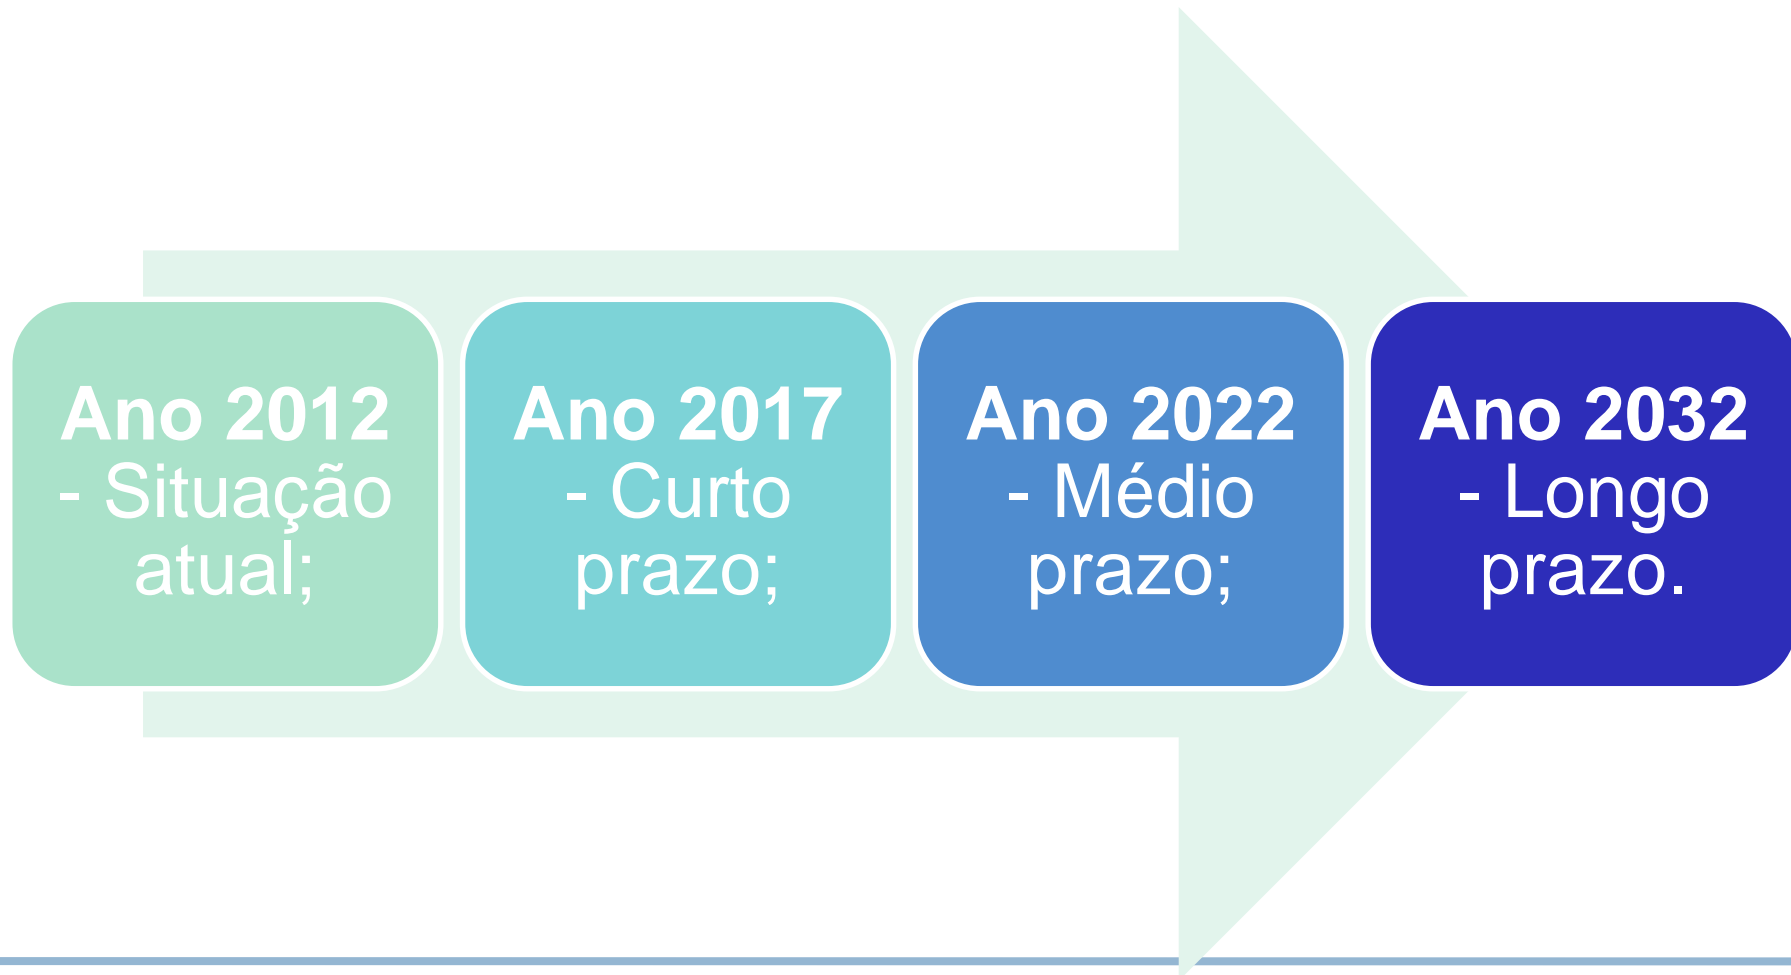 Ano 2012
- Situação
atual;
Ano 2017
- Curto
prazo;
Ano 2022
- Médio
prazo;
Ano 2032
- Longo
prazo.